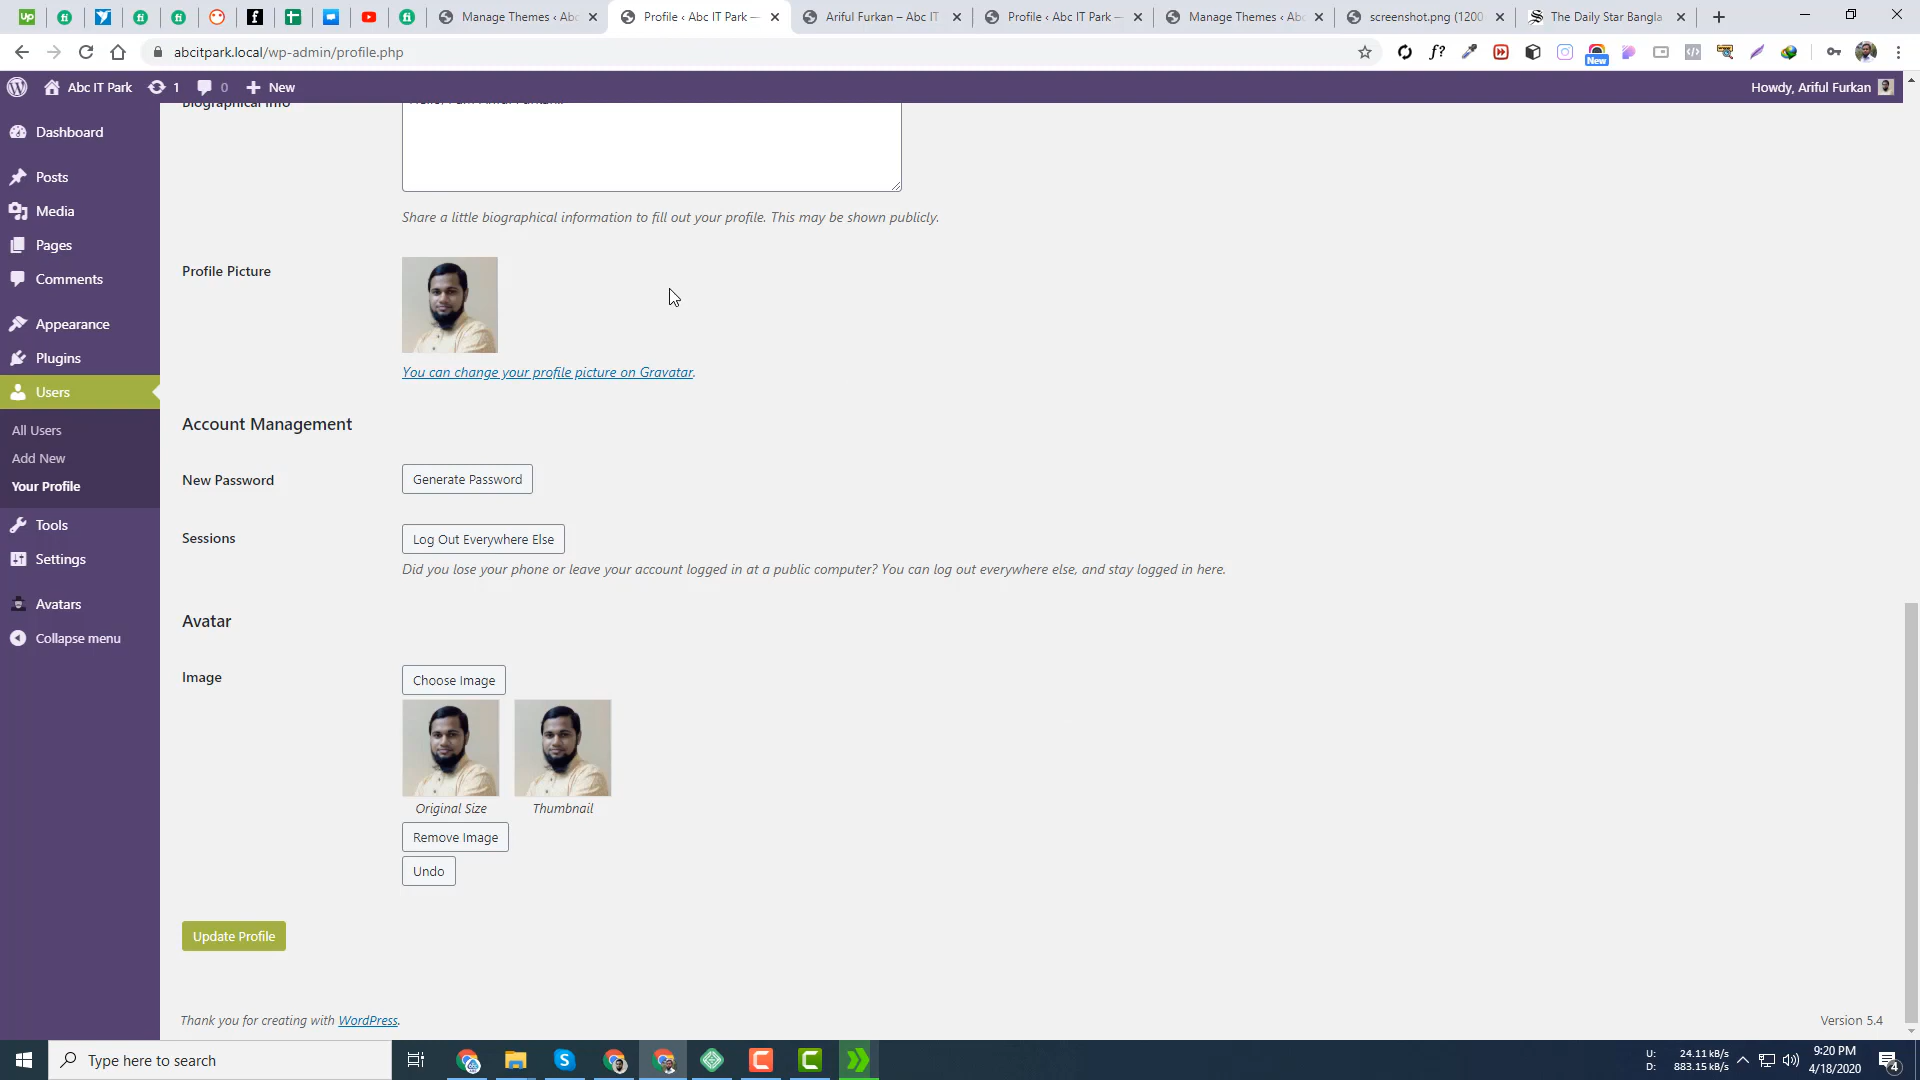 Up
Manage Themes ‹ Abc
Profile ‹ Abc IT Park —
Ariful Furkan – Abc IT
Profile ‹ Abc IT Park —
Manage Themes ‹ Abc
screenshot.png (1200
The Daily Star Bangla
abcitpark.local/wp-admin/profile.php
f?
New
Abc IT Park
1
0
New
Howdy, Ariful Furkan
Dashboard
Posts
Media
Pages
Comments
Appearance
Plugins
Users
All Users
Add New
Your Profile
Tools
Settings
Avatars
Collapse menu
Biographical Info
Share a little biographical information to fill out your profile. This may be shown publicly.
Profile Picture
You can change your profile picture on Gravatar.
Account Management
New Password
Generate Password
Sessions
Log Out Everywhere Else
Did you lose your phone or leave your account logged in at a public computer? You can log out everywhere else, and stay logged in here.
Avatar
Image
Choose Image
Original Size
Thumbnail
Remove Image
Undo
Update Profile
Thank you for creating with WordPress.
Version 5.4
Type here to search
U: 24.11 kB/s
D: 883.15 kB/s
9:20 PM
4/18/2020
4